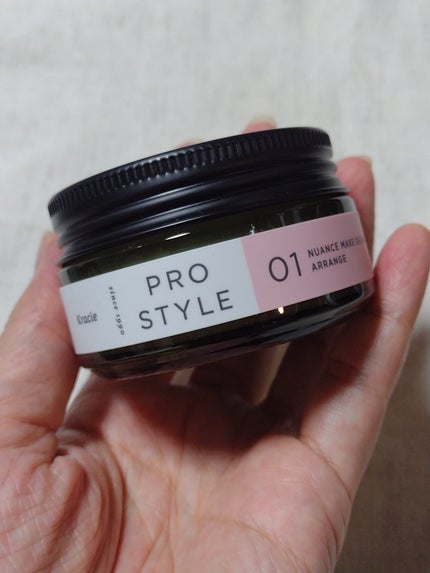 Kracie
since 1990
PRO
STYLE
01
NUANCE MAKE
ARRANGE